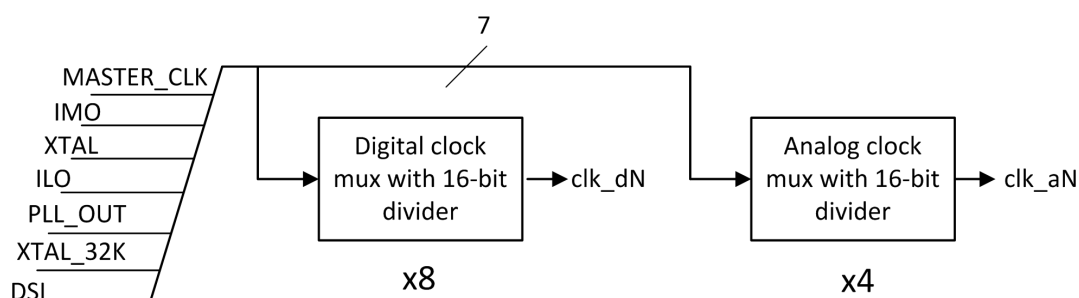 7
MASTER_CLK
IMO
XTAL
ILO
PLL_OUT
XTAL_32K
DSI
Digital clock
mux with 16-bit
divider
clk_dN
x8
Analog clock
mux with 16-bit
divider
clk_aN
x4